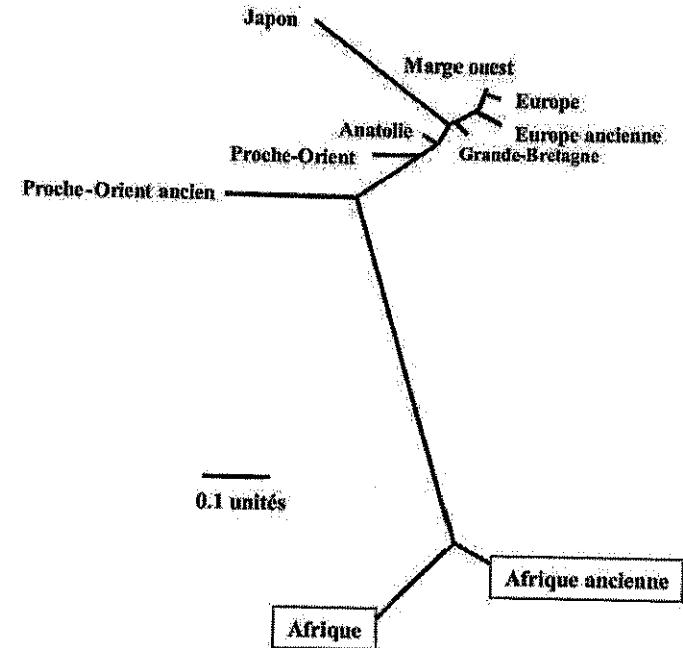 Japon
Marge ouest
Europe
Anatolie
Europe ancienne
Proche-Orient
Grande-Bretagne
Proche-Orient ancien
0.1 unités
Afrique ancienne
Afrique